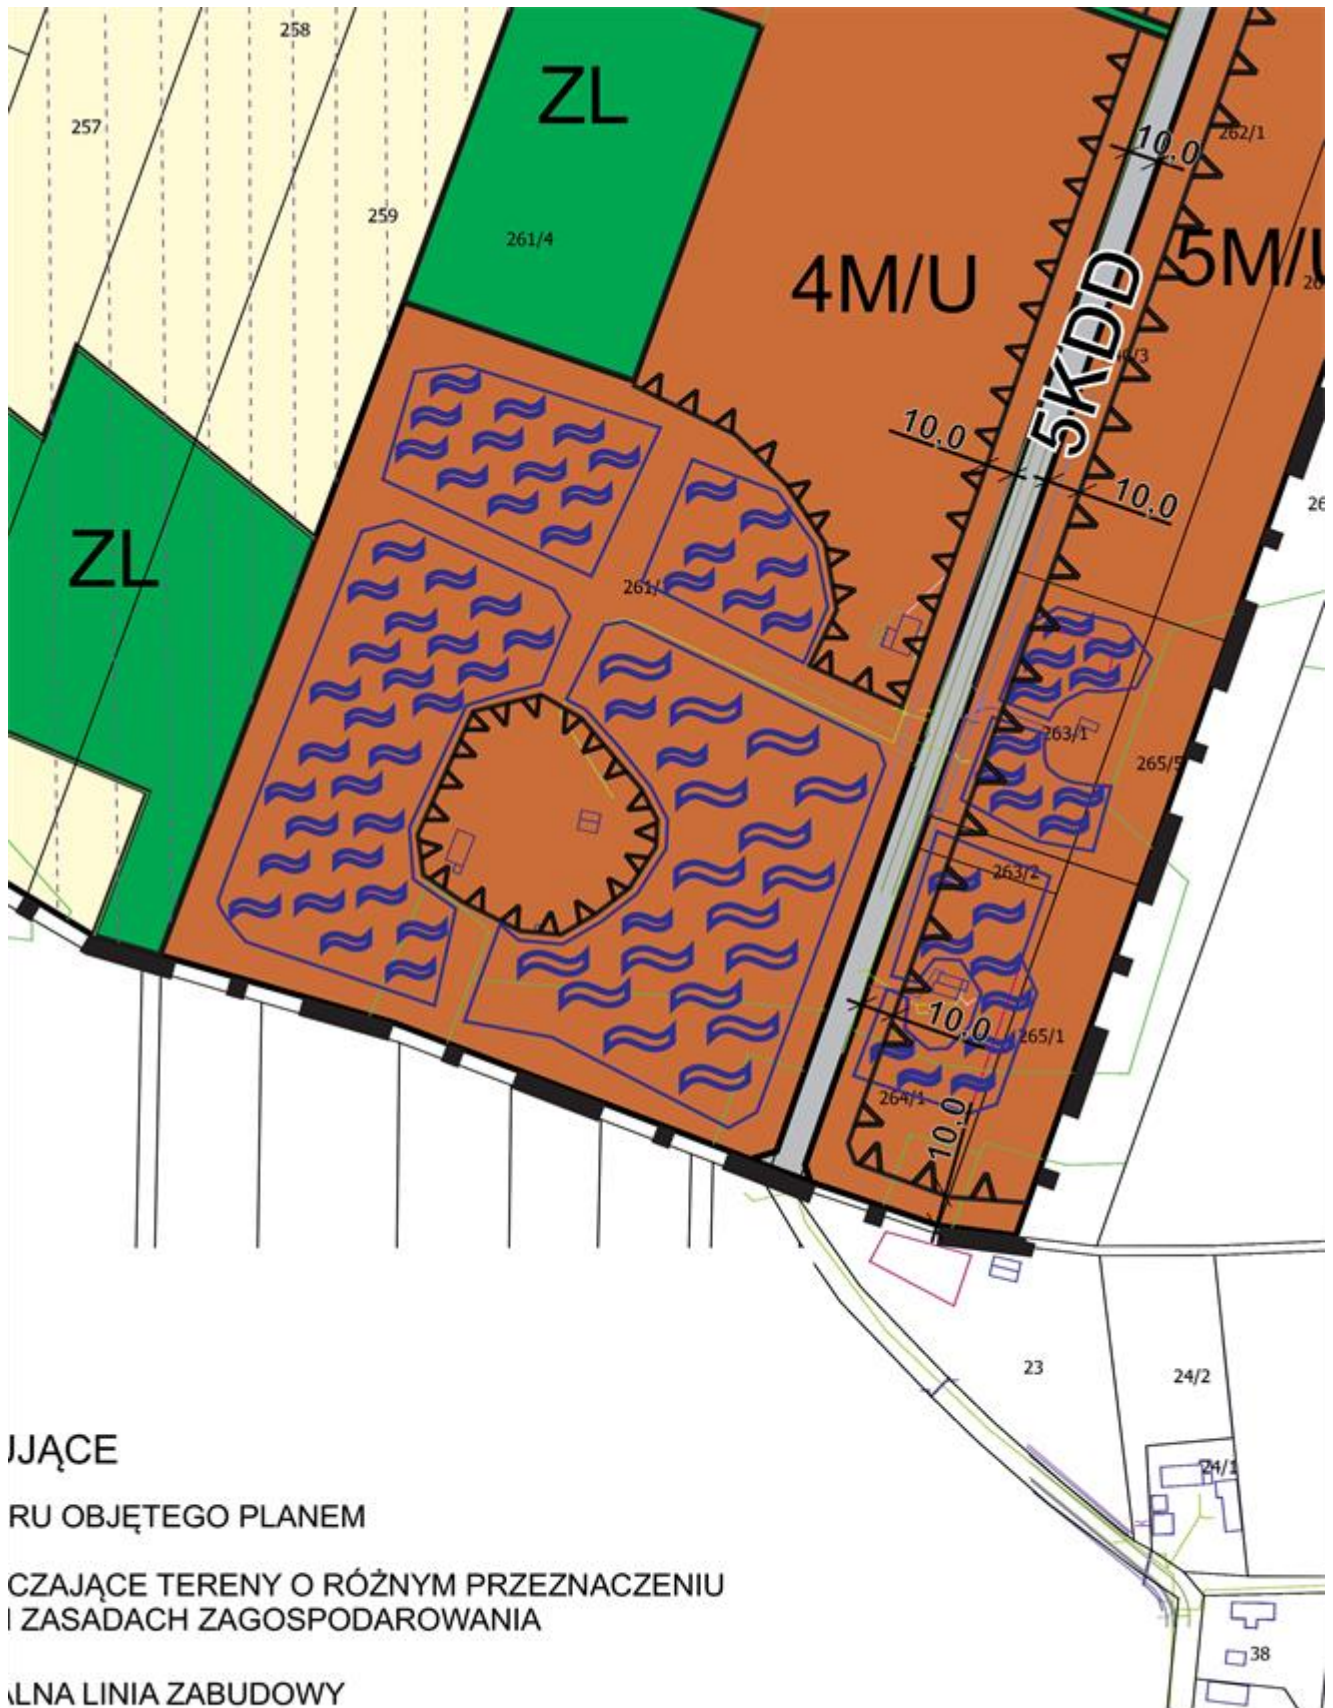 258
ZL
257
10,0
262/1
259
261/4
4M/U
5M/U
5KDD
10,0
10,0
26
ZL
261/
263/1
265/5
263/2
10,0
265/1
264/1
10,0
23
24/2
24/1
JĄCE
RU OBJĘTEGO PLANEM
CZAJĄCE TERENY O RÓŻNYM PRZEZNACZENIU
ZASADACH ZAGOSPODAROWANIA
38
ALNA LINIA ZABUDOWY